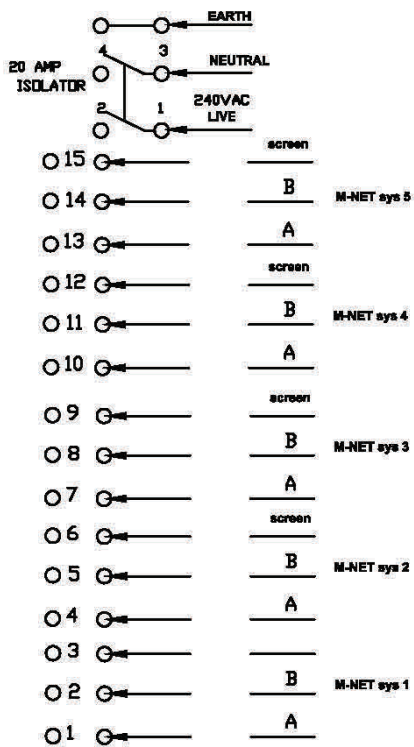 EARTH
4 3
20 AMP NEUTRAL
ISOLATOR
2 1 240VAC
LIVE
15 screen
14 B M-NET sys 5
13 A
12 screen
11 B M-NET sys 4
10 A
9 screen
8 B M-NET sys 3
7 A
6 screen
5 B M-NET sys 2
4 A
3
2 B M-NET sys 1
1 A